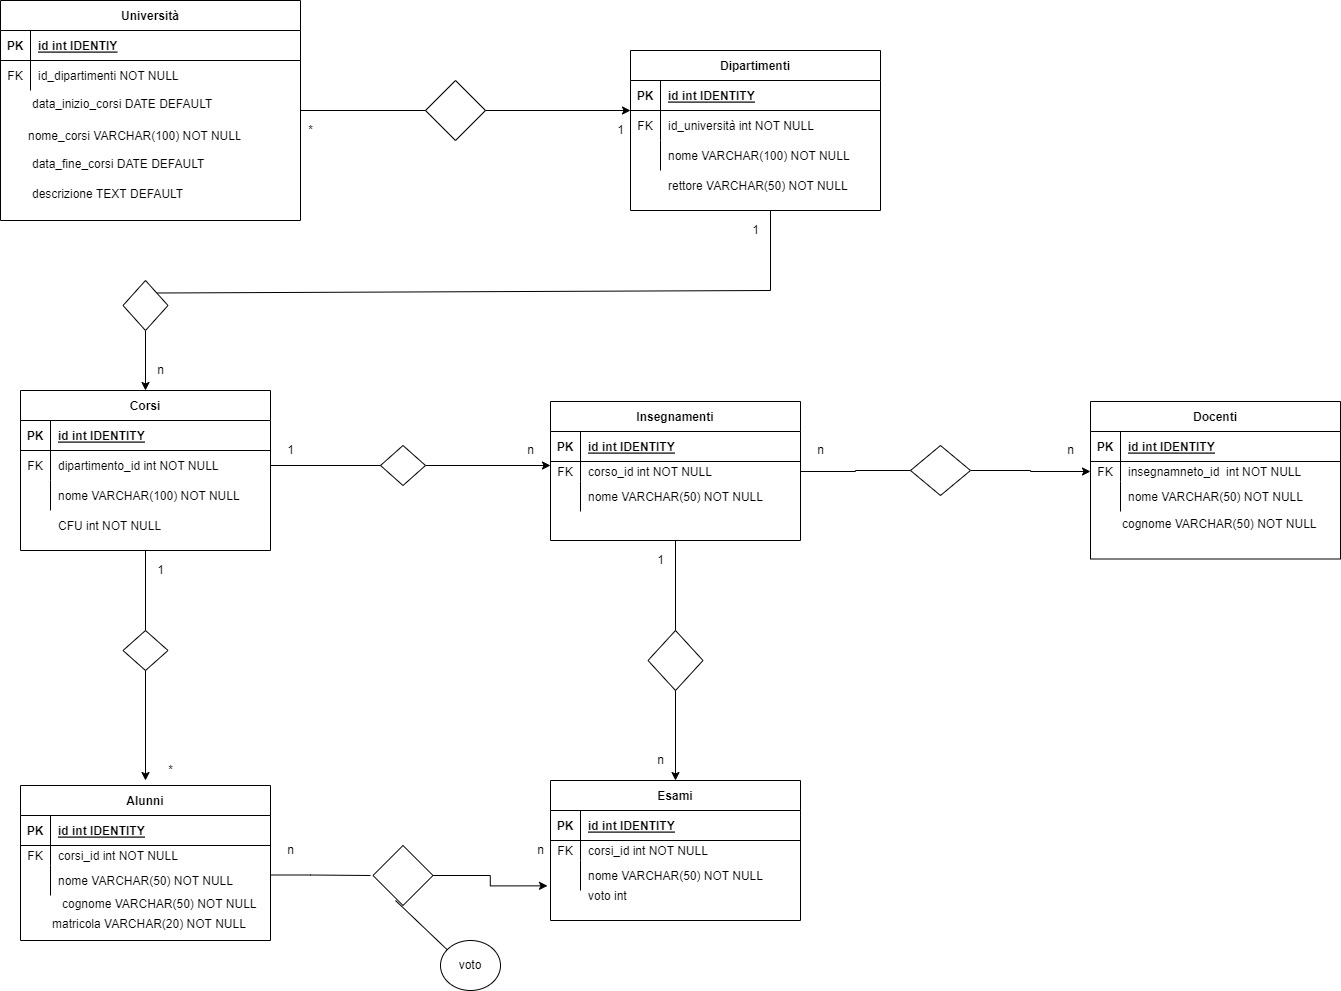 Università
PK id int IDENTIY
FK id_dipartimenti NOT NULL
data_inizio_corsi DATE DEFAULT
nome_corsi VARCHAR(100) NOT NULL
data_fine_corsi DATE DEFAULT
descrizione TEXT DEFAULT
*
1
Dipartimenti
PK id int IDENTITY
FK id_università int NOT NULL
nome VARCHAR(100) NOT NULL
rettore VARCHAR(50) NOT NULL
1
n
Corsi
PK id int IDENTITY
FK dipartimento_id int NOT NULL
nome VARCHAR(100) NOT NULL
CFU int NOT NULL
1
n
Insegnamenti
PK id int IDENTITY
FK corso_id int NOT NULL
nome VARCHAR(50) NOT NULL
n
n
Docenti
PK id int IDENTITY
FK insegnamneto_id int NOT NULL
nome VARCHAR(50) NOT NULL
cognome VARCHAR(50) NOT NULL
1
*
1
n
Alunni
PK id int IDENTITY
FK corsi_id int NOT NULL
nome VARCHAR(50) NOT NULL
cognome VARCHAR(50) NOT NULL
matricola VARCHAR(20) NOT NULL
n
n
Esami
PK id int IDENTITY
FK corsi_id int NOT NULL
nome VARCHAR(50) NOT NULL
voto int
voto